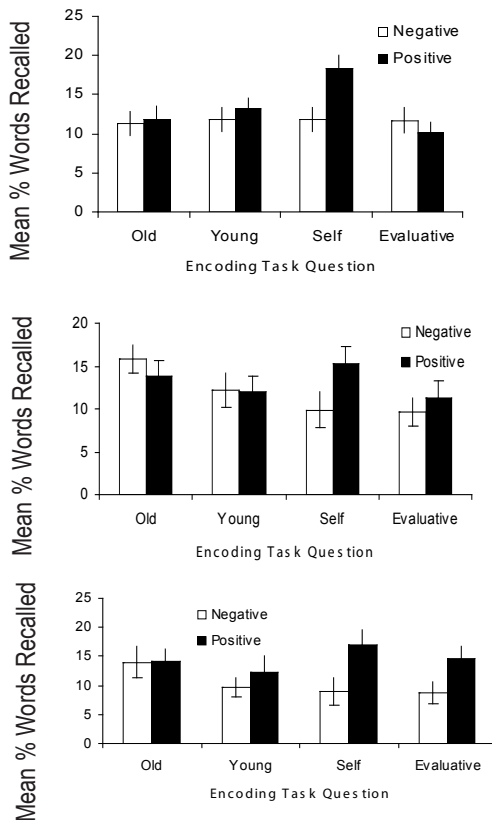 Mean % Words Recalled
25
20
15
10
5
0
Negative
Positive
Old Young Self Evaluative
Encoding Task Question
Mean % Words Recalled
20
15
10
5
0
Negative
Positive
Old Young Self Evaluative
Encoding Task Question
Mean % Words Recalled
25
20
15
10
5
0
Negative
Positive
Old Young Self Evaluative
Encoding Task Question